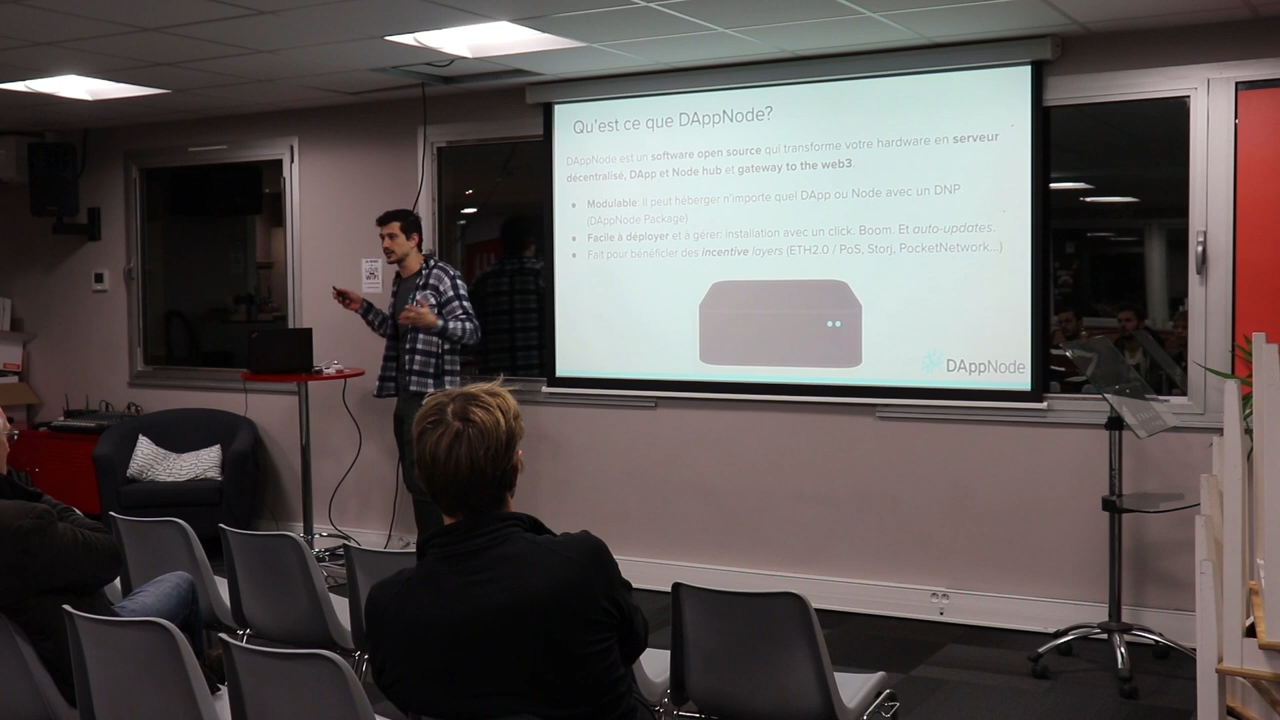 Qu'est ce que DAppNode?
DAppNode est un software open source qui transforme votre hardware en serveur
décentralisé, DApp et Node hub et gateway to the web3.
Modulable: Il peut héberger n'importe quel DApp ou Node avec un DNP
(DAppNode Package)
Facile à déployer et à gérer: installation avec un click. Boom. Et auto-updates.
Fait pour bénéficier des incentive layers (ETH2.0 / PoS, Storj, PocketNetwork...)
DAppNode
LOVE
WIFI